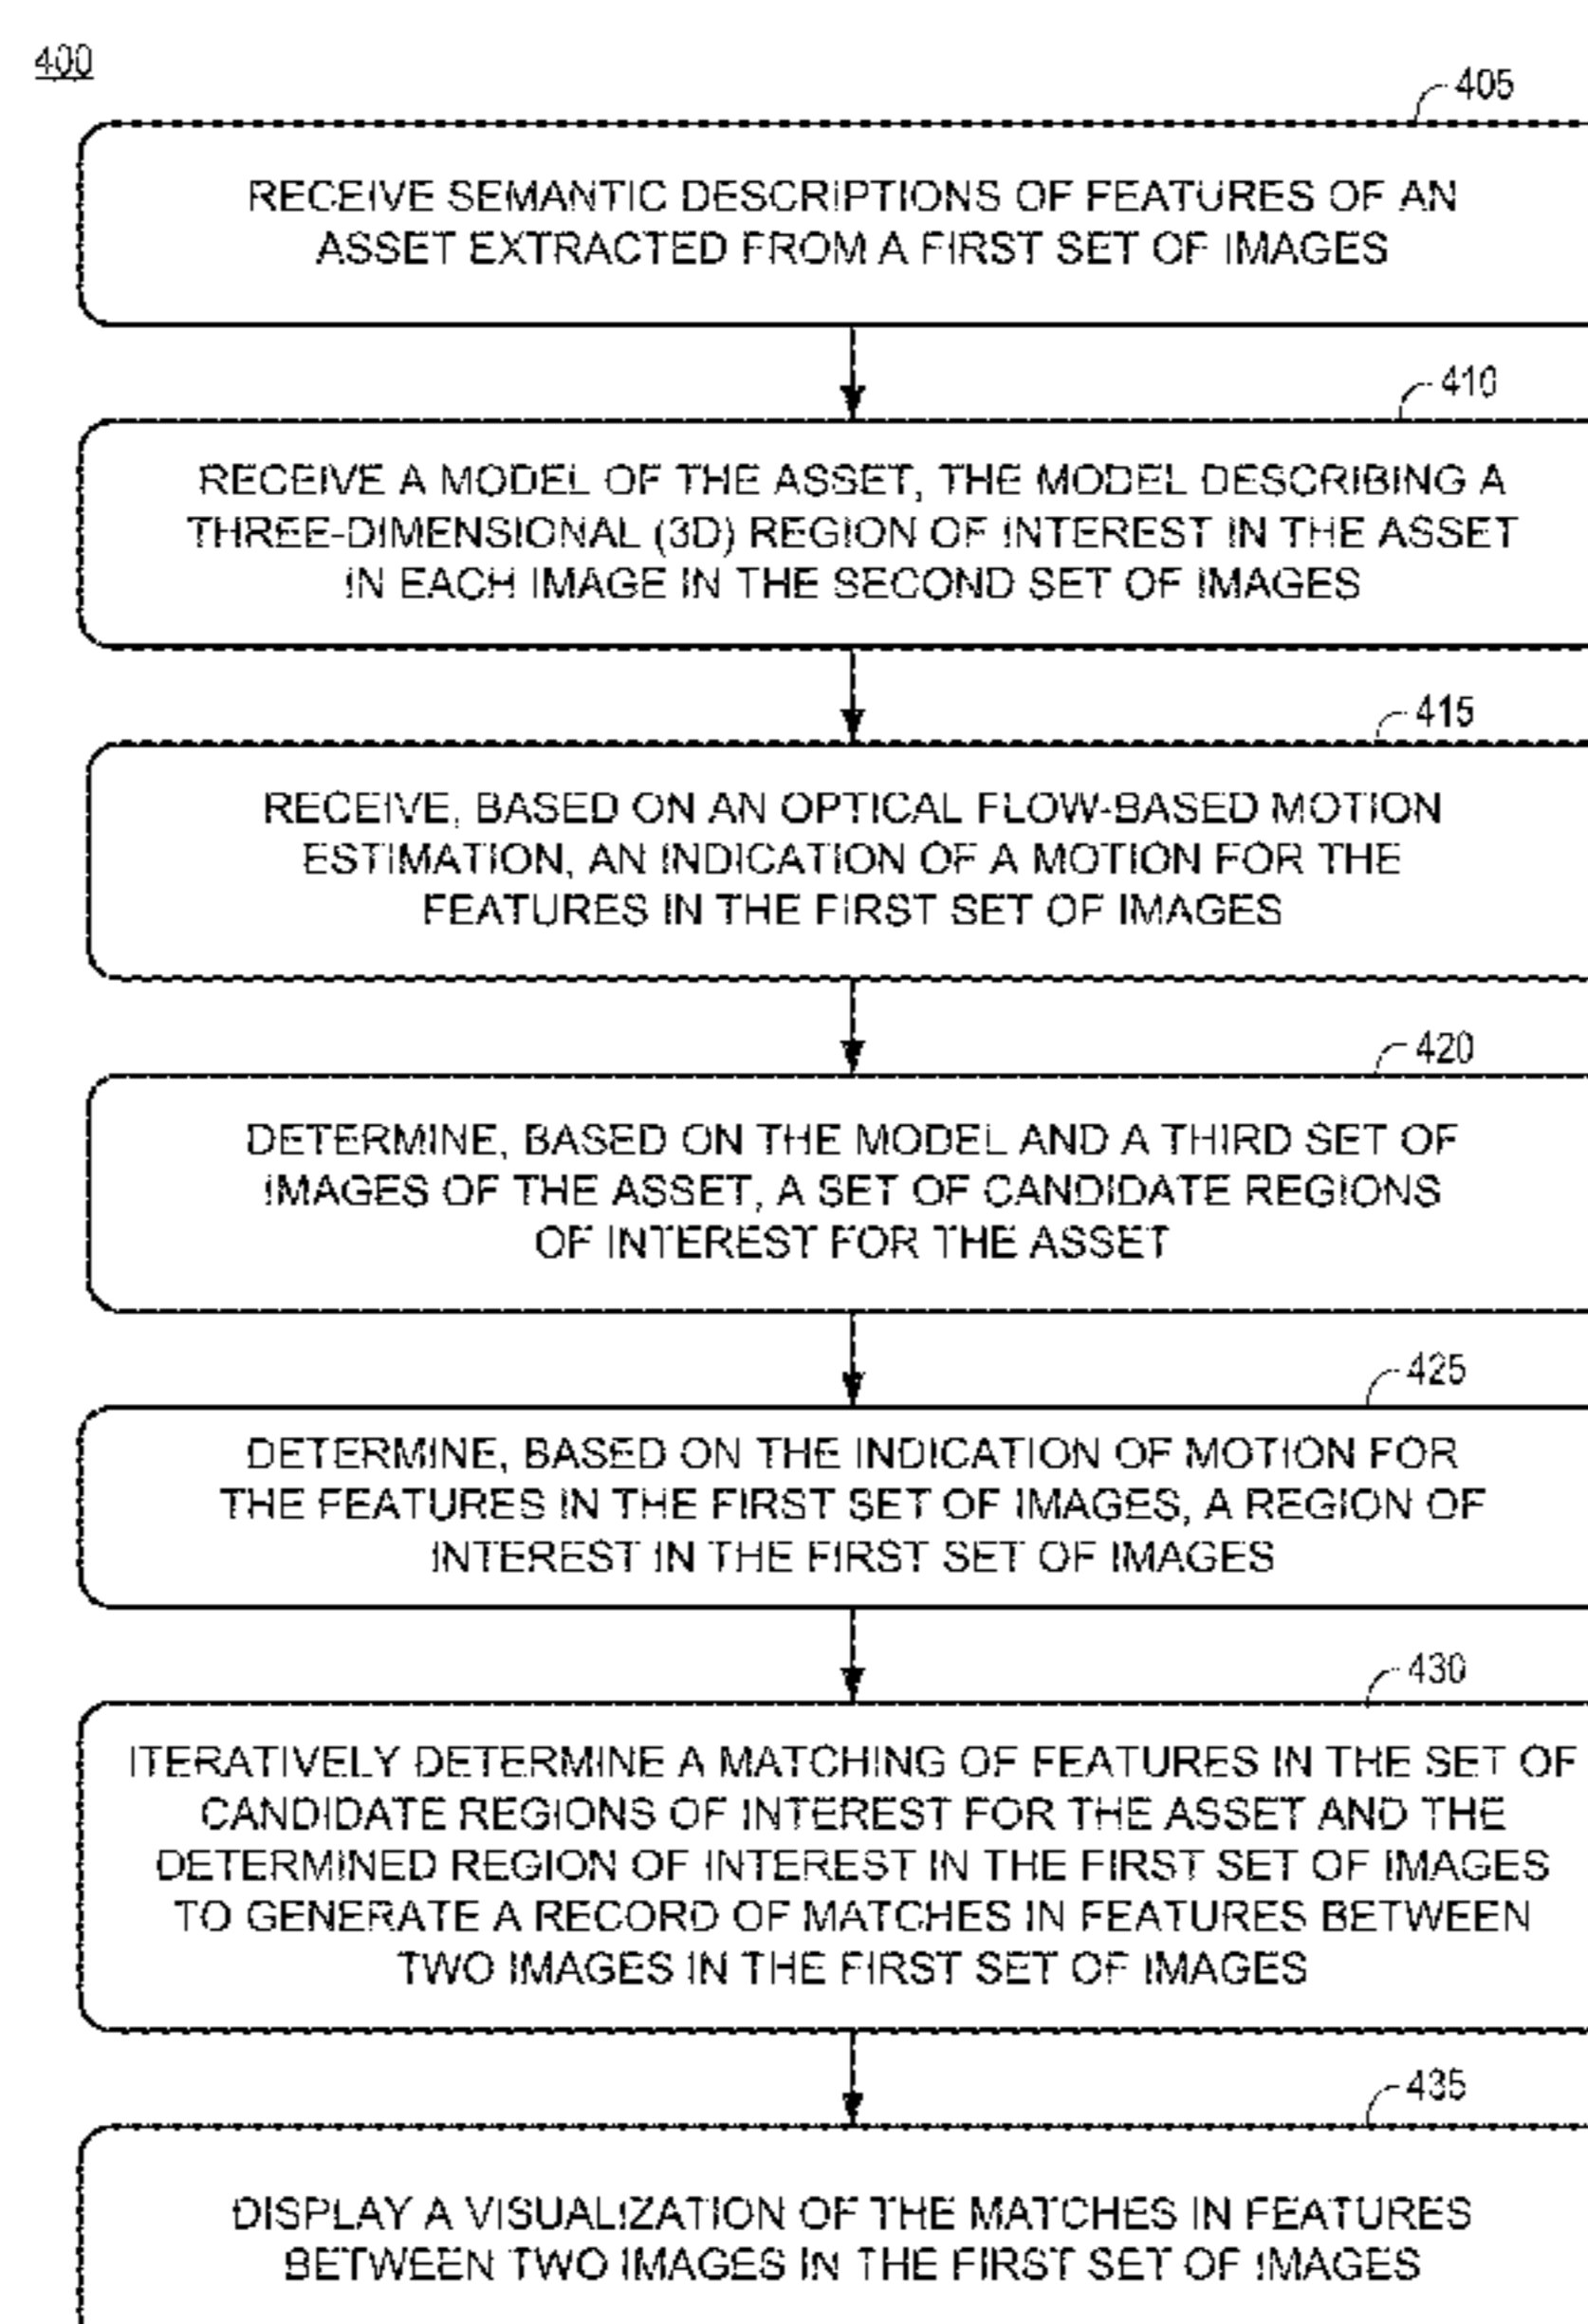 400
405
RECEIVE SEMANTIC DESCRIPTIONS OF FEATURES OF AN
ASSET EXTRACTED FROM A FIRST SET OF IMAGES
410
RECEIVE A MODEL OF THE ASSET, THE MODEL DESCRIBING A
THREE-DIMENSIONAL (3D) REGION OF INTEREST IN THE ASSET
IN EACH IMAGE IN THE SECOND SET OF IMAGES
415
RECEIVE, BASED ON AN OPTICAL FLOW-BASED MOTION
ESTIMATION, AN INDICATION OF A MOTION FOR THE
FEATURES IN THE FIRST SET OF IMAGES
420
DETERMINE, BASED ON THE MODEL AND A THIRD SET OF
IMAGES OF THE ASSET, A SET OF CANDIDATE REGIONS
OF INTEREST FOR THE ASSET
425
DETERMINE, BASED ON THE INDICATION OF MOTION FOR
THE FEATURES IN THE FIRST SET OF IMAGES, A REGION OF
INTEREST IN THE FIRST SET OF IMAGES
430
ITERATIVELY DETERMINE A MATCHING OF FEATURES IN THE SET OF
CANDIDATE REGIONS OF INTEREST FOR THE ASSET AND THE
DETERMINED REGION OF INTEREST IN THE FIRST SET OF IMAGES
TO GENERATE A RECORD OF MATCHES IN FEATURES BETWEEN
TWO IMAGES IN THE FIRST SET OF IMAGES
435
DISPLAY A VISUALIZATION OF THE MATCHES IN FEATURES
BETWEEN TWO IMAGES IN THE FIRST SET OF IMAGES